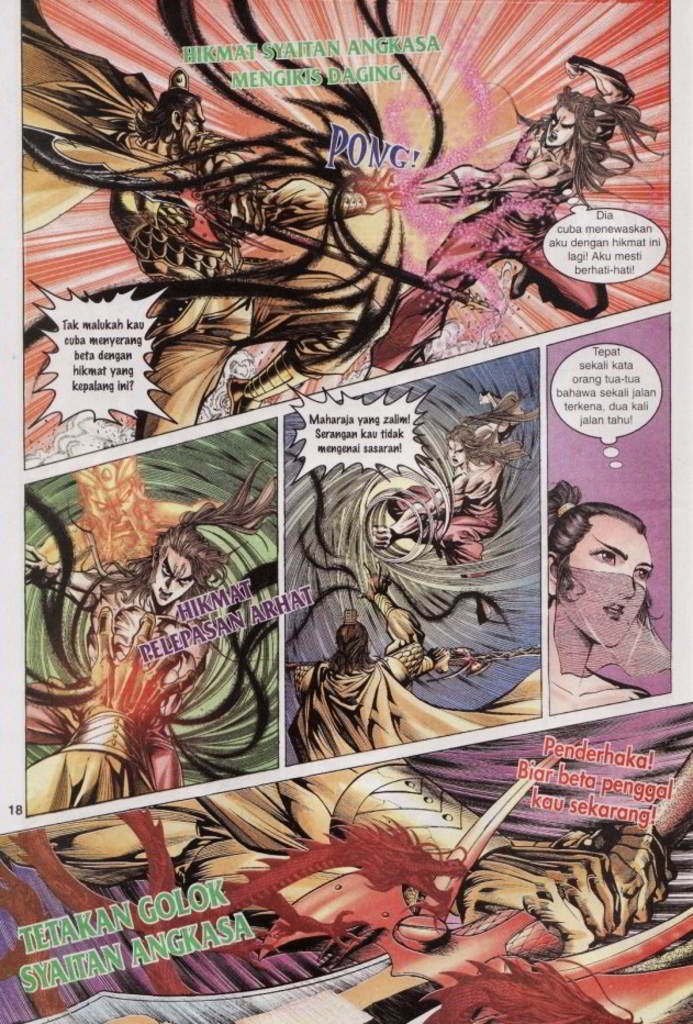 HIKMAT SYAITAN ANGKASA
MENGIKIS DAGING
PONG!
Dia
cuba menewaskan
aku dengan hikmat ini
lagi! Aku mesti
berhati-hati!
Tak malukah kau
cuba menyerang
beta dengan
hikmat yang
kepalang ini?
HIKMAT
PELEPASAN ARHAT
Maharaja yang zalim!
Serangan kau tidak
mengenai sasaran!
Tepat
sekali kata
orang tua-tua
bahawa sekali jalan
terkena, dua kali
jalan tahu!
18
Penderhaka!
Biar beta penggal
kau sekarang!
TETAKAN GOLOK
SYAITAN ANGKASA